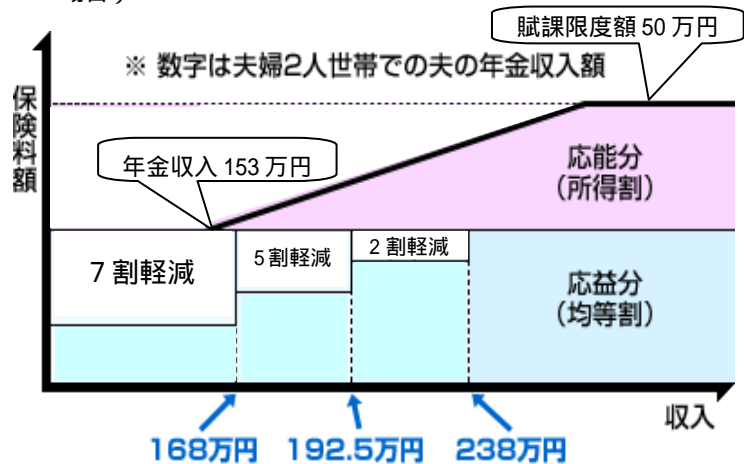 賦課限度額 50 万円
※ 数字は夫婦2人世帯での夫の年金収入額
保険料額
年金収入 153 万円
応能分
(所得割)
7 割軽減
5 割軽減
2 割軽減
応益分
(均等割)
収入
168万円
192.5万円
238万円